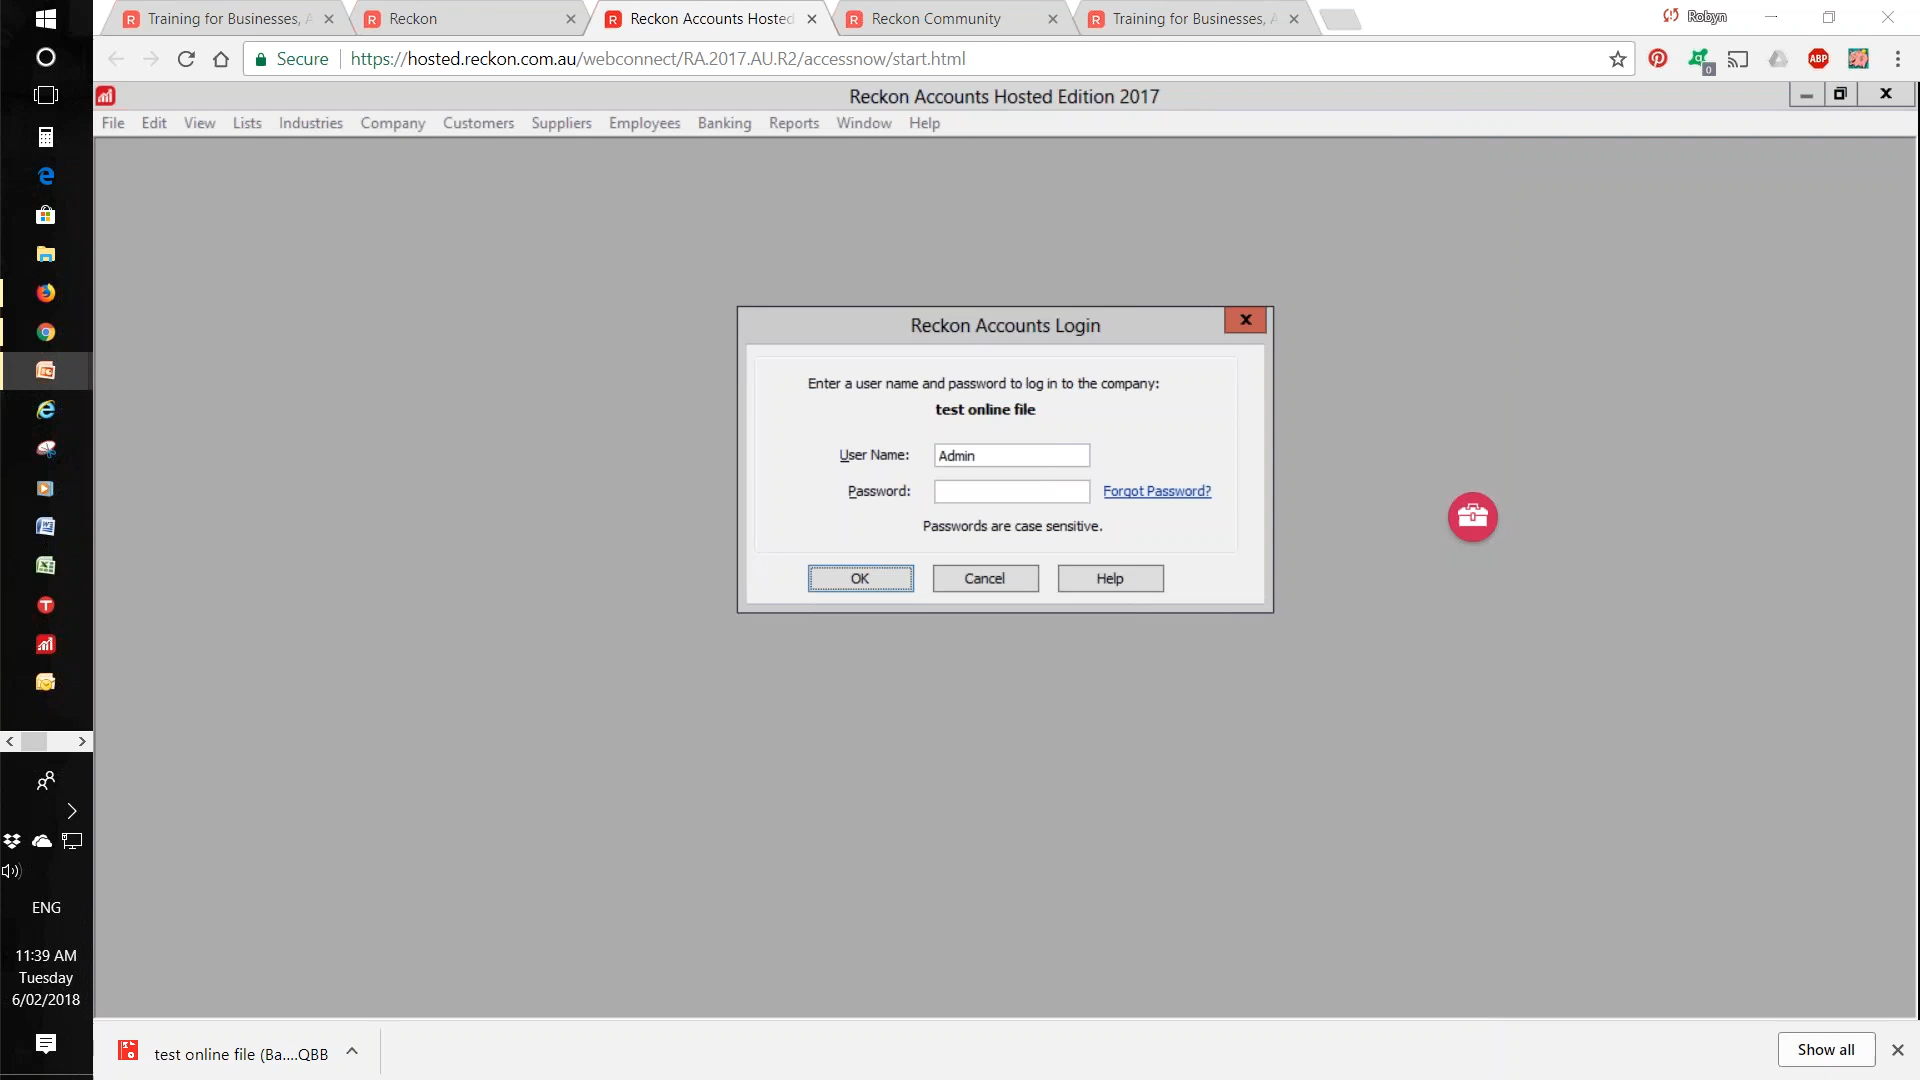 Training for Businesses, A
Reckon
Reckon Accounts Hosted
Reckon Community
Training for Businesses, A
Robyn
Secure
https://hosted.reckon.com.au/webconnect/RA.2017.AU.R2/accessnow/start.html
0
ABP
Reckon Accounts Hosted Edition 2017
File Edit View Lists Industries Company Customers Suppliers Employees Banking Reports Window Help
Reckon Accounts Login
X
Enter a user name and password to log in to the company:
test online file
User Name: Admin
Password: Forgot Password?
Passwords are case sensitive.
OK Cancel Help
ENG
11:39 AM
Tuesday
6/02/2018
test online file (Ba....QBB
Show all